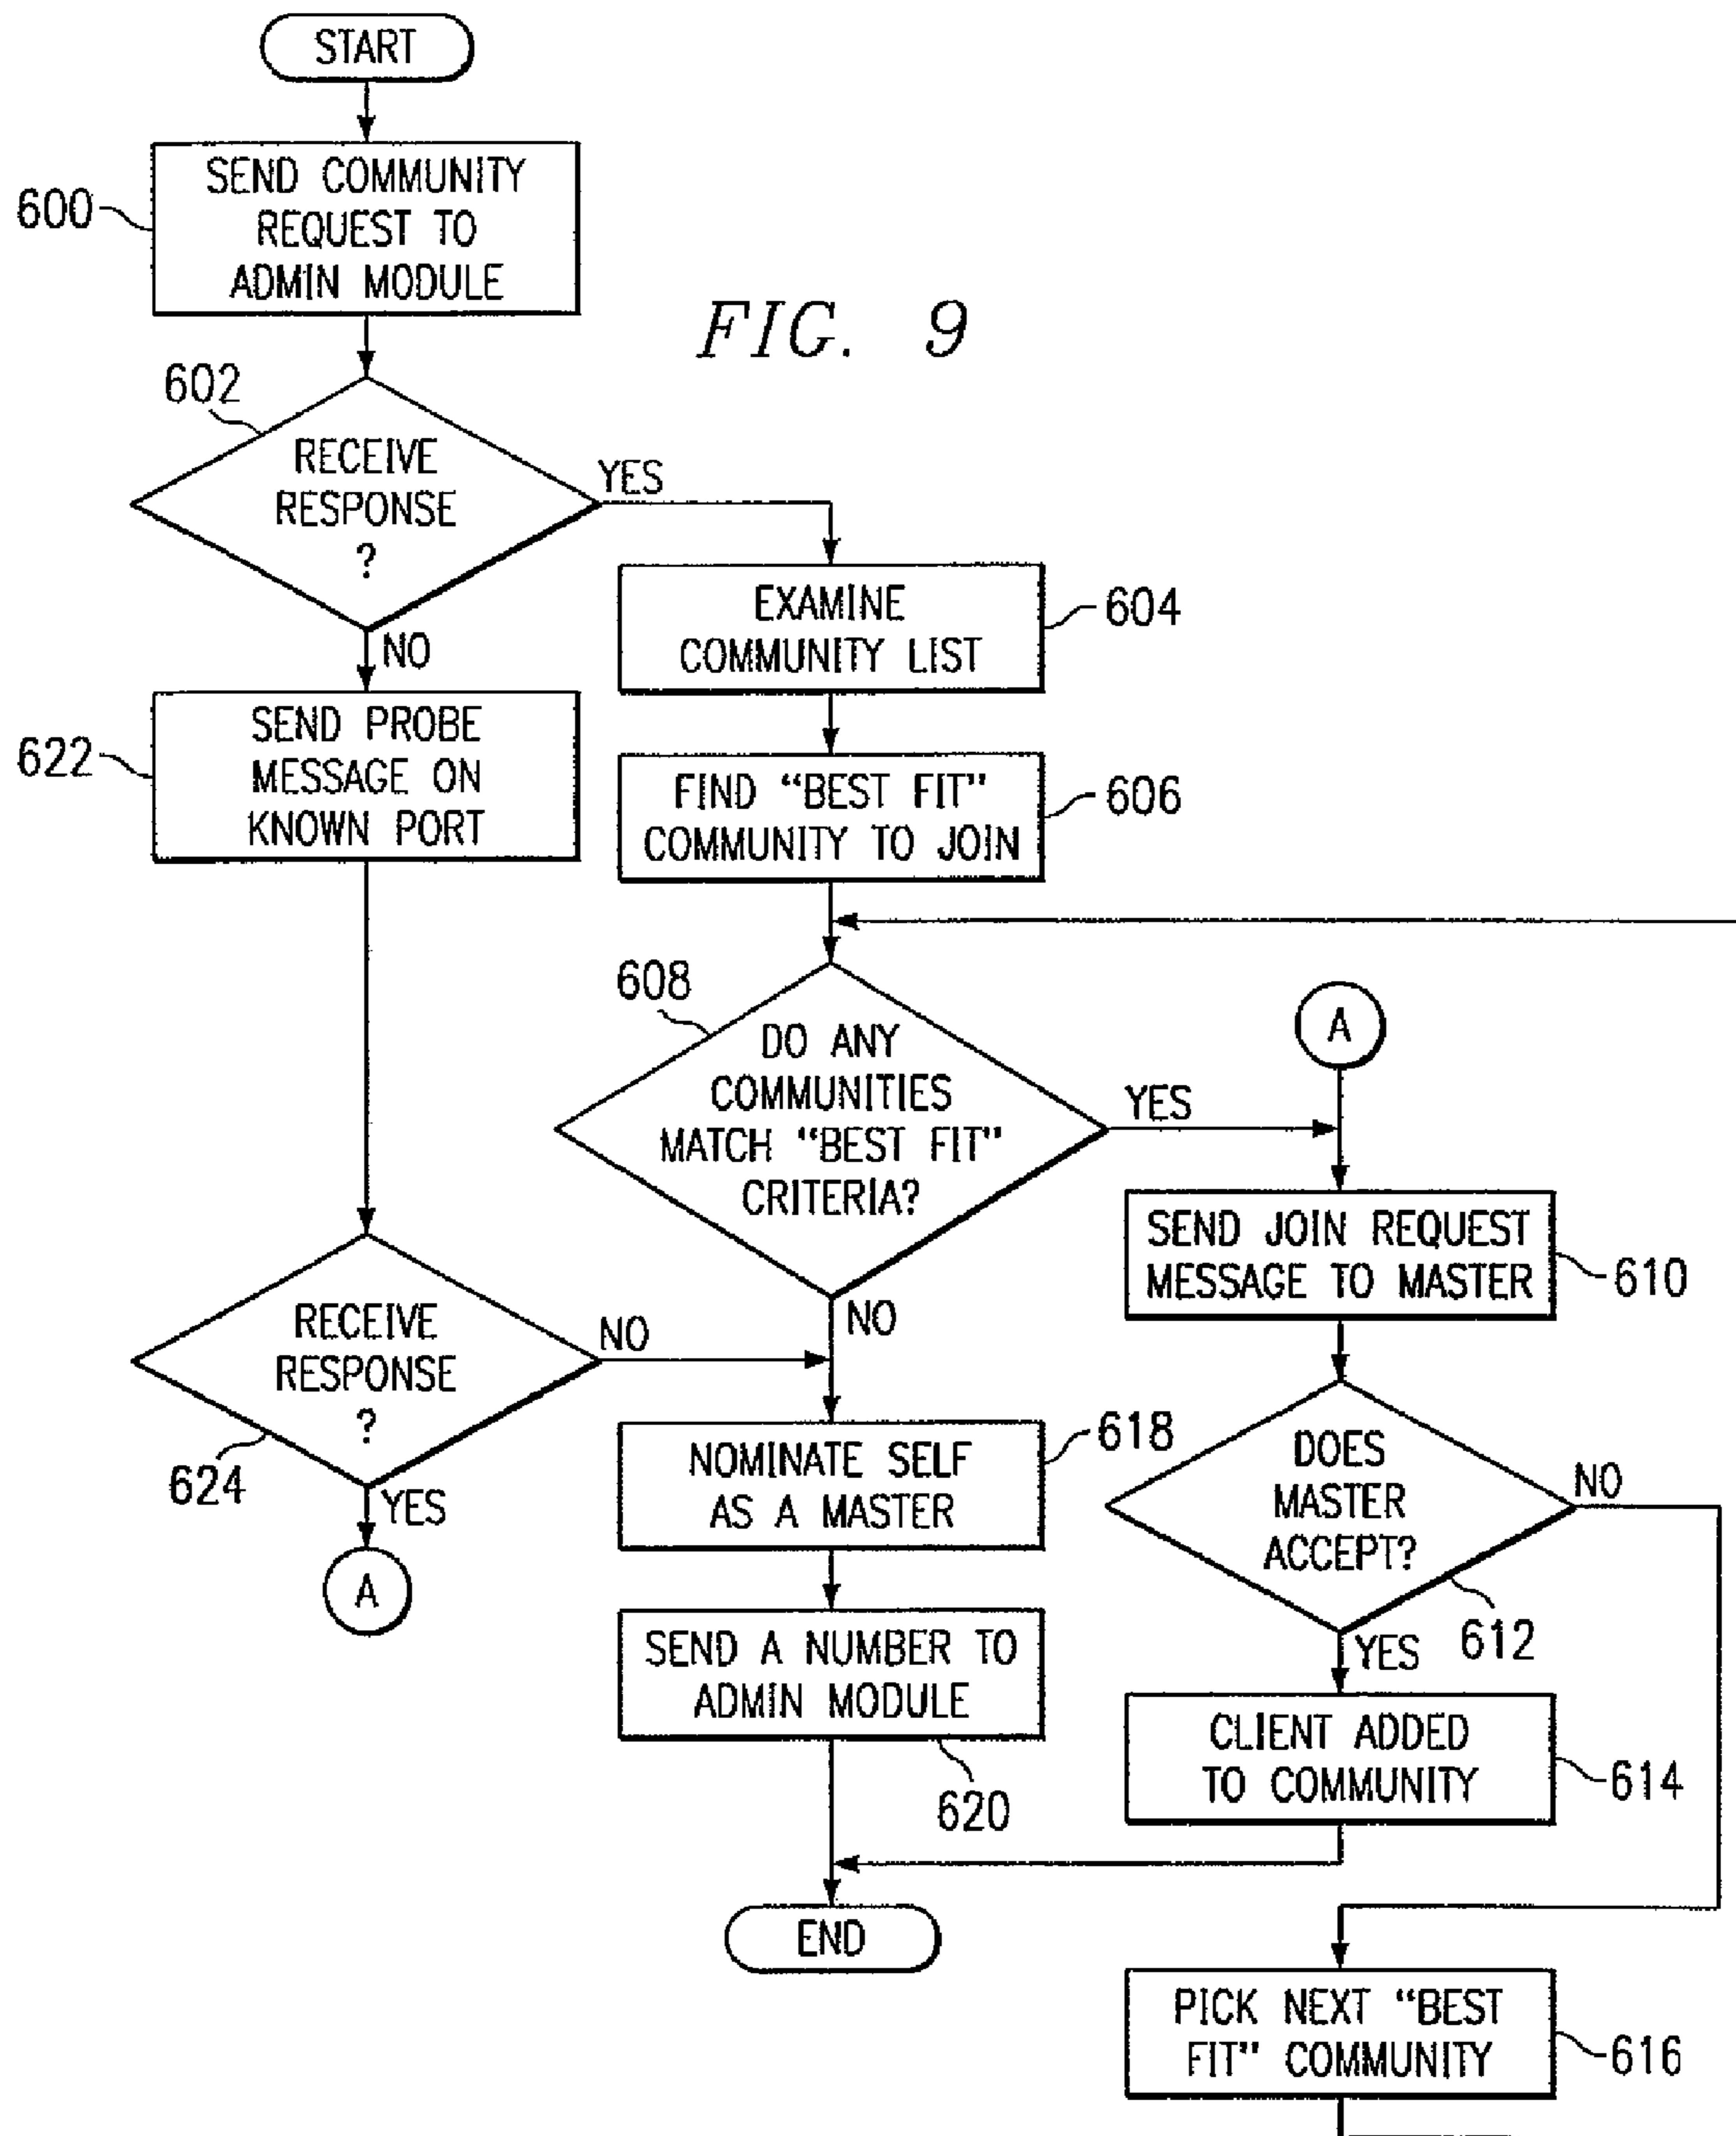 START
600
SEND COMMUNITY
REQUEST TO
ADMIN MODULE
FIG. 9
602
RECEIVE
RESPONSE
?
YES
NO
EXAMINE
COMMUNITY LIST
604
622
SEND PROBE
MESSAGE ON
KNOWN PORT
FIND “BEST FIT”
COMMUNITY TO JOIN
606
608
DO ANY
COMMUNITIES
MATCH “BEST FIT”
CRITERIA?
YES
NO
A
SEND JOIN REQUEST
MESSAGE TO MASTER
610
RECEIVE
RESPONSE
?
NO
624
YES
A
NOMINATE SELF
AS A MASTER
618
DOES
MASTER
ACCEPT?
NO
612
YES
SEND A NUMBER TO
ADMIN MODULE
620
CLIENT ADDED
TO COMMUNITY
614
END
PICK NEXT “BEST
FIT” COMMUNITY
616